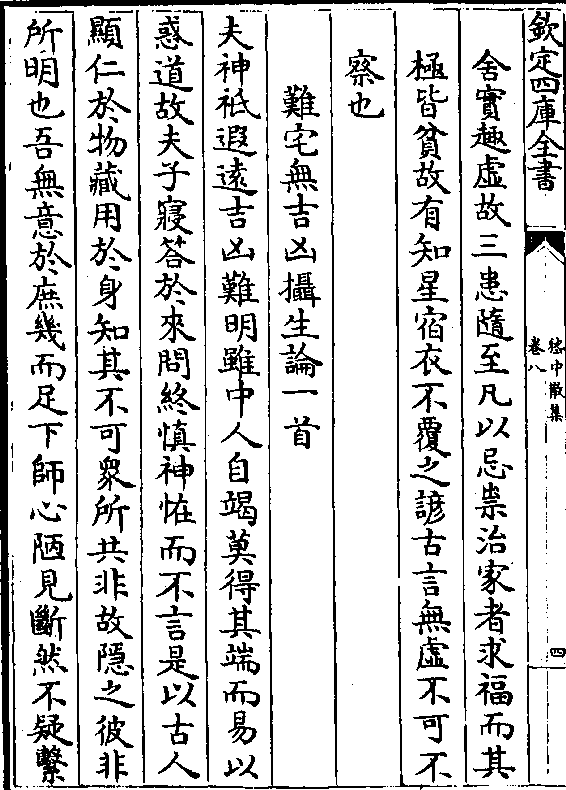 欽定四庫全書
嵇中散集
卷八
四
舍實趣虛故三患隨至凡以忌祟治家者求福而其
極皆貧故有知星宿衣不覆之諺古言無虛不可不
察也
難宅無吉凶攝生論一首
夫神祇遐遠吉凶難明雖中人自竭莫得其端而易以
惑道故夫子寢答於來問終慎神怪而不言是以古人
顯仁於物藏用於身知其不可衆所共非故隱之彼非
所明也吾無意於庶幾而足下師心陋見斷然不疑繫